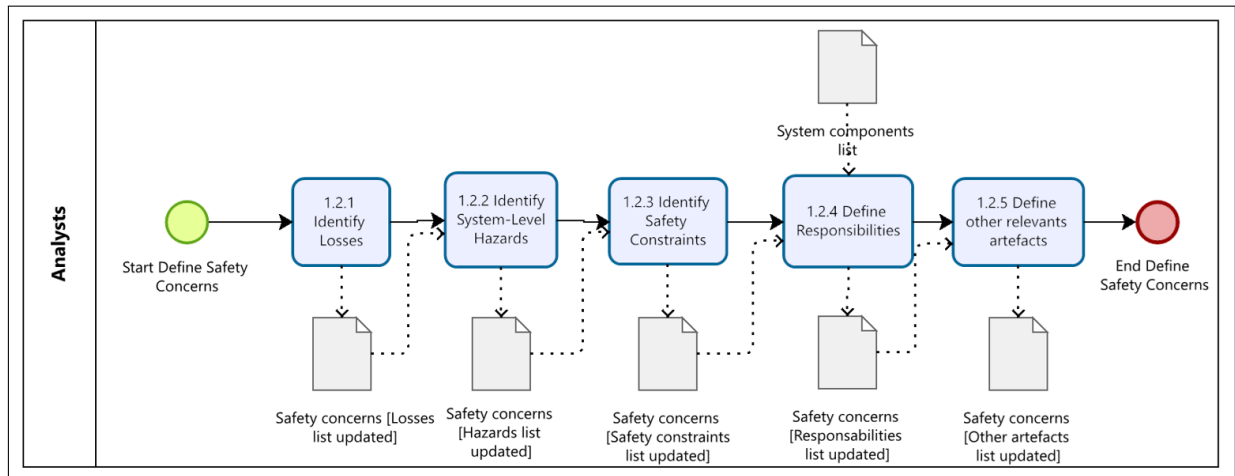 Analysts
System components
list
1.2.1
Identify
Losses
1.2.2 Identify
System-Level
Hazards
1.2.3 Identify
Safety
Constraints
1.2.4 Define
Responsibilities
1.2.5 Define
other relevants
artefacts
Start Define Safety
Concerns
End Define
Safety Concerns
Safety concerns [Losses
list updated]
Safety concerns
[Hazards list
updated]
Safety concerns
[Safety constraints
list updated]
Safety concerns
[Responsabilities
list updated]
Safety concerns
[Other artefacts
list updated]